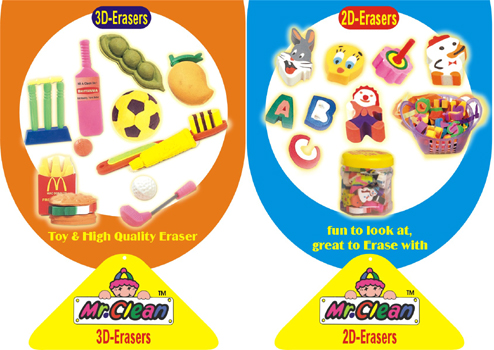 3D-Erasers
Toy & High Quality Eraser
Mr.Clean TM
3D-Erasers
2D-Erasers
A B C
fun to look at,
great to Erase with
Mr.Clean TM
2D-Erasers